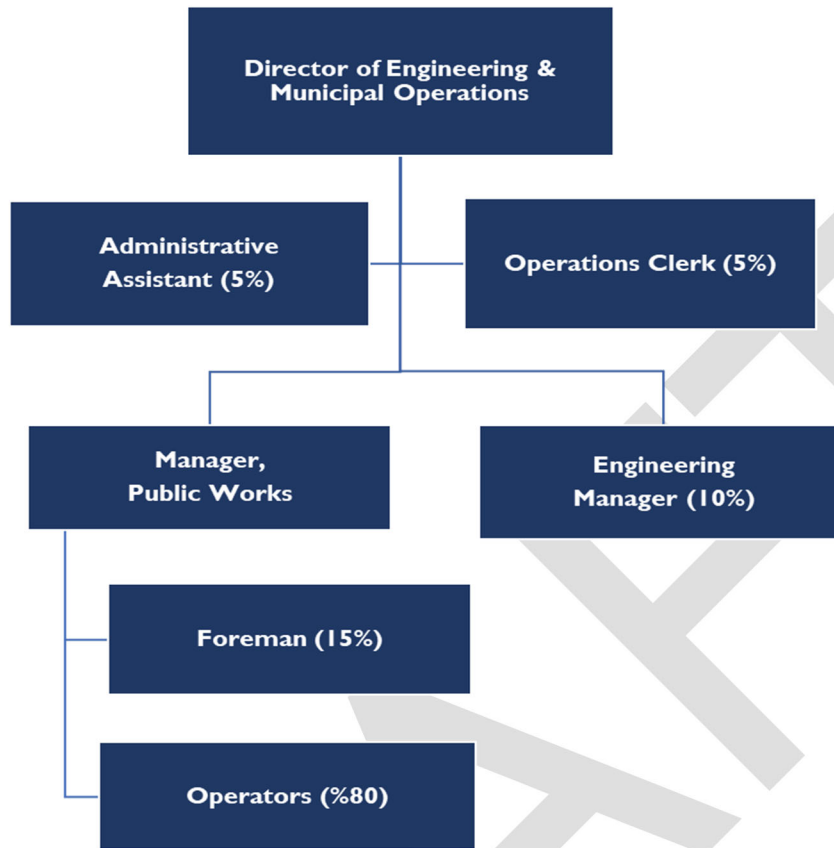 Director of Engineering &
Municipal Operations
Administrative
Assistant (5%)
Operations Clerk (5%)
Manager,
Public Works
Engineering
Manager (10%)
Foreman (15%)
Operators (%80)